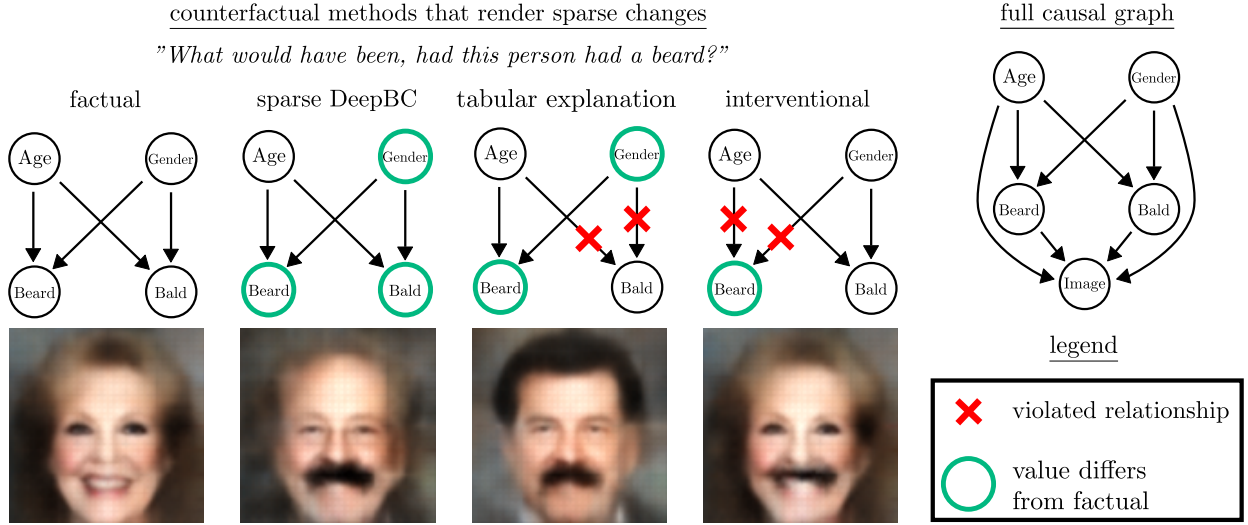 counterfactual methods that render sparse changes
"What would have been, had this person had a beard?"
factual
Age
Gender
Beard
Bald
sparse DeepBC
Age
Gender
Beard
Bald
tabular explanation
Age
Gender
Beard
Bald
interventional
Age
Gender
Beard
Bald
full causal graph
Age
Gender
Beard
Bald
Image
legend
violated relationship
value differs
from factual